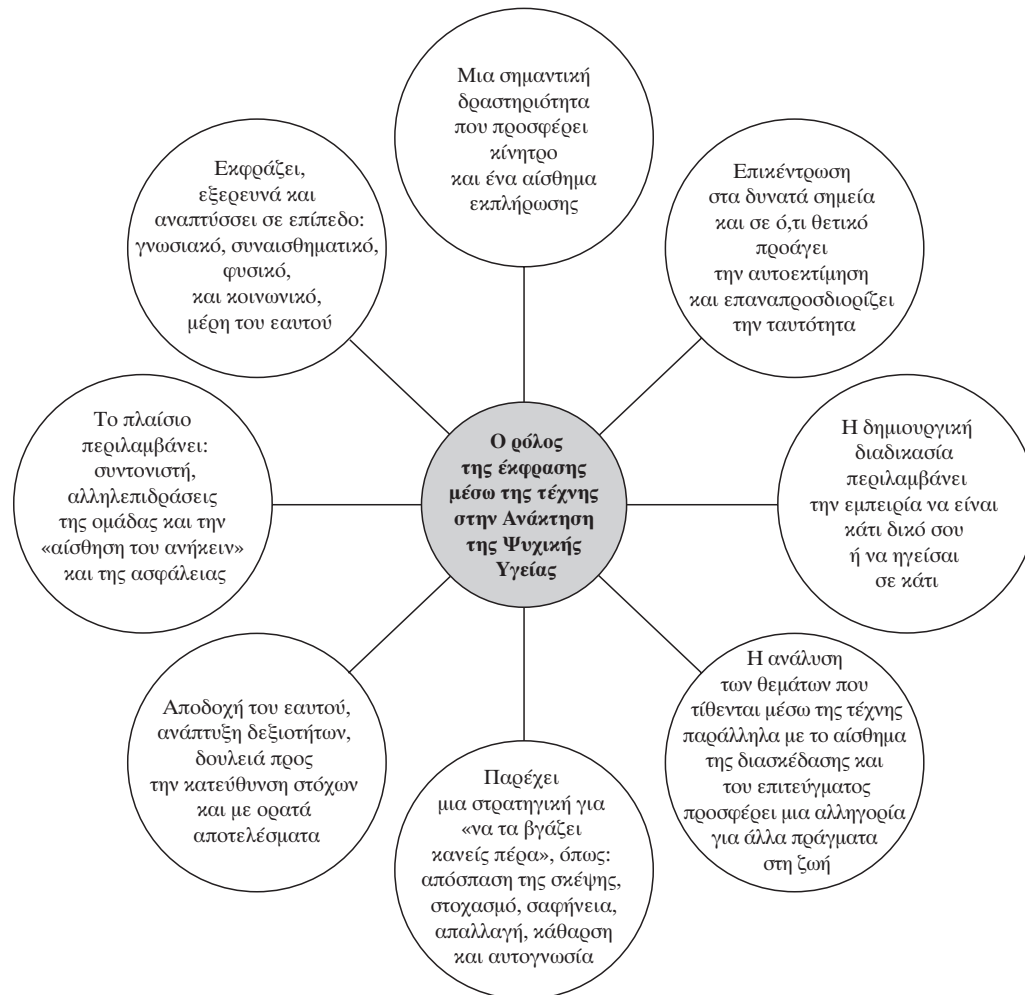 Μια σημαντική
δραστηριότητα
που προσφέρει
κίνητρο
και ένα αίσθημα
εκπλήρωσης
Επικέντρωση
στα δυνατά σημεία
και σε ό,τι θετικό
προάγει
την αυτοεκτίμηση
και επαναπροσδιορίζει
την ταυτότητα
Η δημιουργική
διαδικασία
περιλαμβάνει
την εμπειρία να είναι
κάτι δικό σου
ή να ηγείσαι
σε κάτι
Η ανάλυση
των θεμάτων που
τίθενται μέσω της τέχνης
παράλληλα με το αίσθημα
της διασκέδασης και
του επιτεύγματος
προσφέρει μια αλληγορία
για άλλα πράγματα
στη ζωή
Παρέχει
μια στρατηγική για
«να τα βγάζει
κανείς πέρα», όπως:
απόσπαση της σκέψης,
στοχασμό, σαφήνεια,
απαλλαγή, κάθαρση
και αυτογνωσία
Αποδοχή του εαυτού,
ανάπτυξη δεξιοτήτων,
δουλειά προς
την κατεύθυνση στόχων
και με ορατά
αποτελέσματα
Το πλαίσιο
περιλαμβάνει:
συντονιστή,
αλληλεπιδράσεις
της ομάδας και την
«αίσθηση του ανήκειν»
και της ασφάλειας
Εκφράζει,
εξερευνά και
αναπτύσσει σε επίπεδο:
γνωσιακό, συναισθηματικό,
φυσικό,
και κοινωνικό,
μέρη του εαυτού
Ο ρόλος
της έκφρασης
μέσω της τέχνης
στην Ανάκτηση
της Ψυχικής
Υγείας